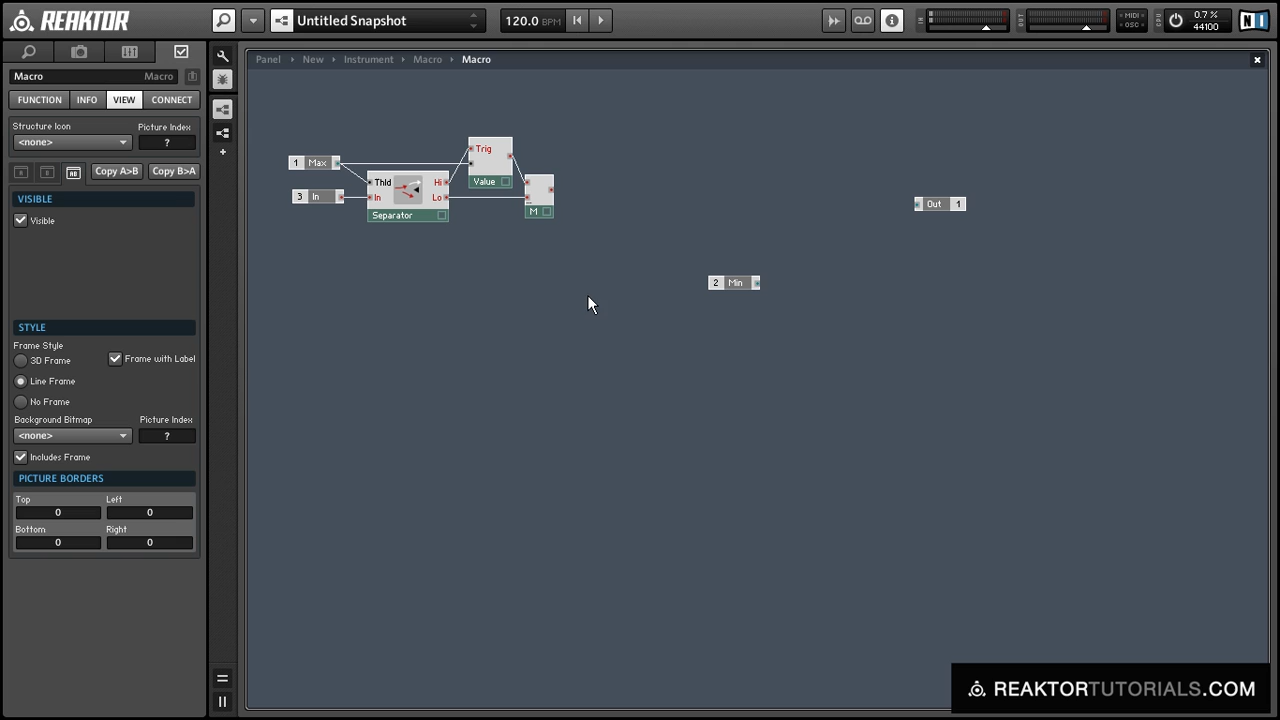 REAKTOR
Untitled Snapshot
120.0 BPM
IN
OUT
MIDI
OSC
CPU
0.7 %
44100
NI
Macro Macro
Panel New Instrument Macro Macro
FUNCTION INFO VIEW CONNECT
Structure Icon Picture Index
<none> ?
A B AB Copy A>B Copy B>A
VISIBLE
Visible
STYLE
Frame Style
3D Frame Frame with Label
Line Frame
No Frame
Background Bitmap Picture Index
<none> ?
Includes Frame
PICTURE BORDERS
Top Left
0 0
Bottom Right
0 0
1 Max
3 In
Thld Hi
In Lo
Separator
Trig
Value
M
2 Min
Out 1
REAKTORTUTORIALS.COM